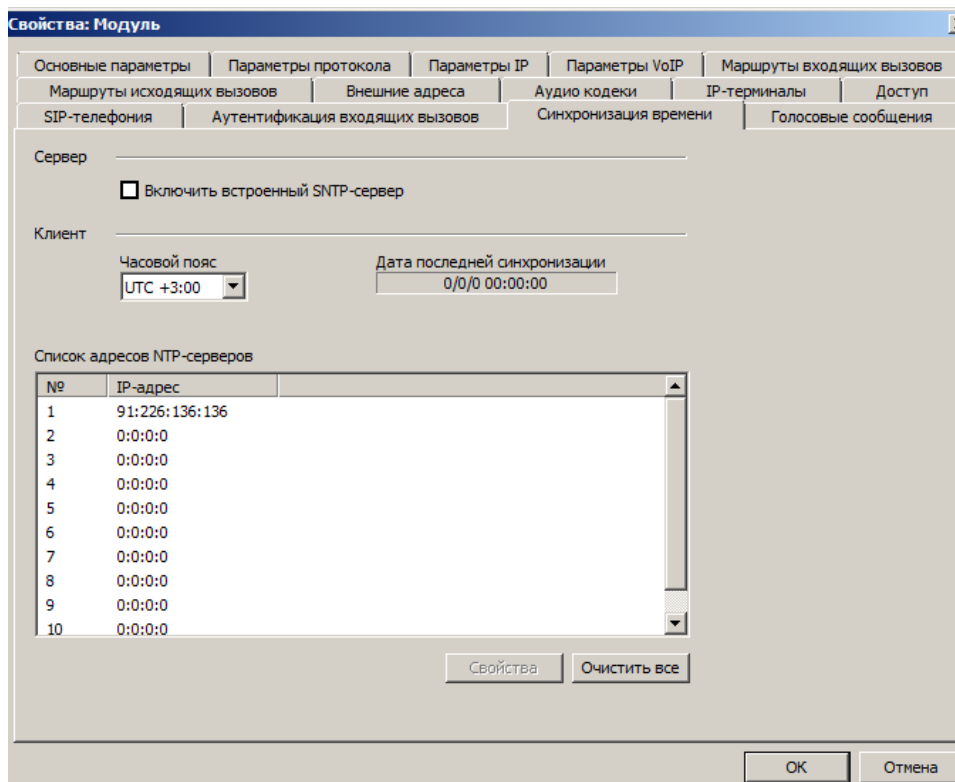 Свойства: Модуль
Основные параметры Параметры протокола Параметры IP Параметры VoIP Маршруты входящих вызовов
Маршруты исходящих вызовов Внешние адреса Аудио кодеки IP-терминалы Доступ
SIP-телефония Аутентификация входящих вызовов Синхронизация времени Голосовые сообщения
Сервер
Включить встроенный SNTP-сервер
Клиент
Часовой пояс Дата последней синхронизации
UTC +3:00 0/0/0 00:00:00
Список адресов NTP-серверов
№ IP-адрес
1 91:226:136:136
2 0:0:0:0
3 0:0:0:0
4 0:0:0:0
5 0:0:0:0
6 0:0:0:0
7 0:0:0:0
8 0:0:0:0
9 0:0:0:0
10 0:0:0:0
Свойства Очистить все
ОК Отмена